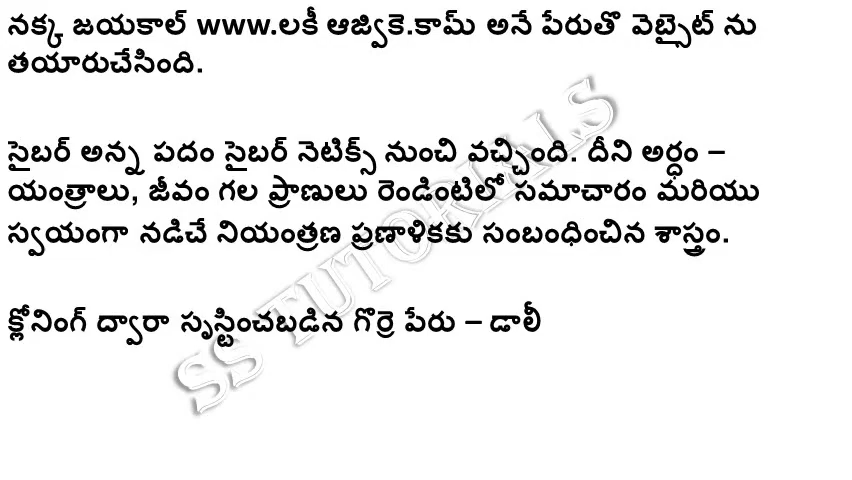 నక్క జయకాల్ www.లకీ ఆజ్వికె.కామ్ అనే పేరుతొ వెబ్సైట్ ను
తయారుచేసింది.
సైబర్ అన్న పదం సైబర్ నెటిక్స్ నుంచి వచ్చింది. దీని అర్ధం –
యంత్రాలు, జీవం గల ప్రాణులు రెండింటిలో సమాచారం మరియు
స్వయంగా నడిచే నియంత్రణ ప్రణాళికకు సంబంధించిన శాస్త్రం.
క్లోనింగ్ ద్వారా సృస్టించబడిన గొర్రె పేరు – డాలీ
SS TUTORIALS